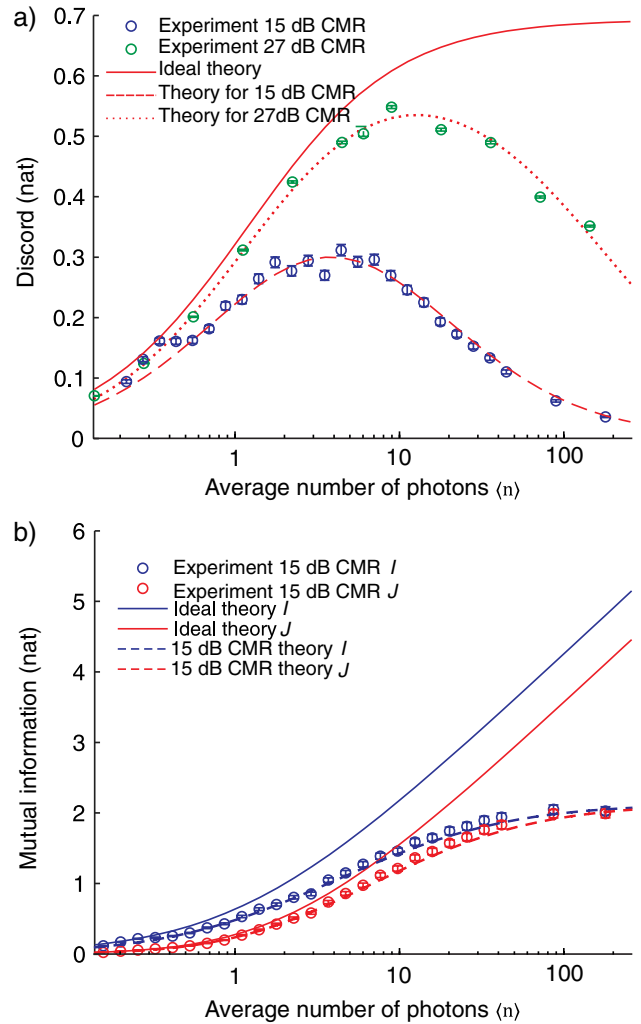 a)
Experiment 15 dB CMR
Experiment 27 dB CMR
Ideal theory
Theory for 15 dB CMR
Theory for 27dB CMR
0.7
0.6
0.5
0.4
0.3
0.2
0.1
0
Discord (nat)
1
10
100
Average number of photons ⟨n⟩
b)
Experiment 15 dB CMR I
Experiment 15 dB CMR J
Ideal theory I
Ideal theory J
15 dB CMR theory I
15 dB CMR theory J
6
5
4
3
2
1
0
Mutual information (nat)
1
10
100
Average number of photons ⟨n⟩